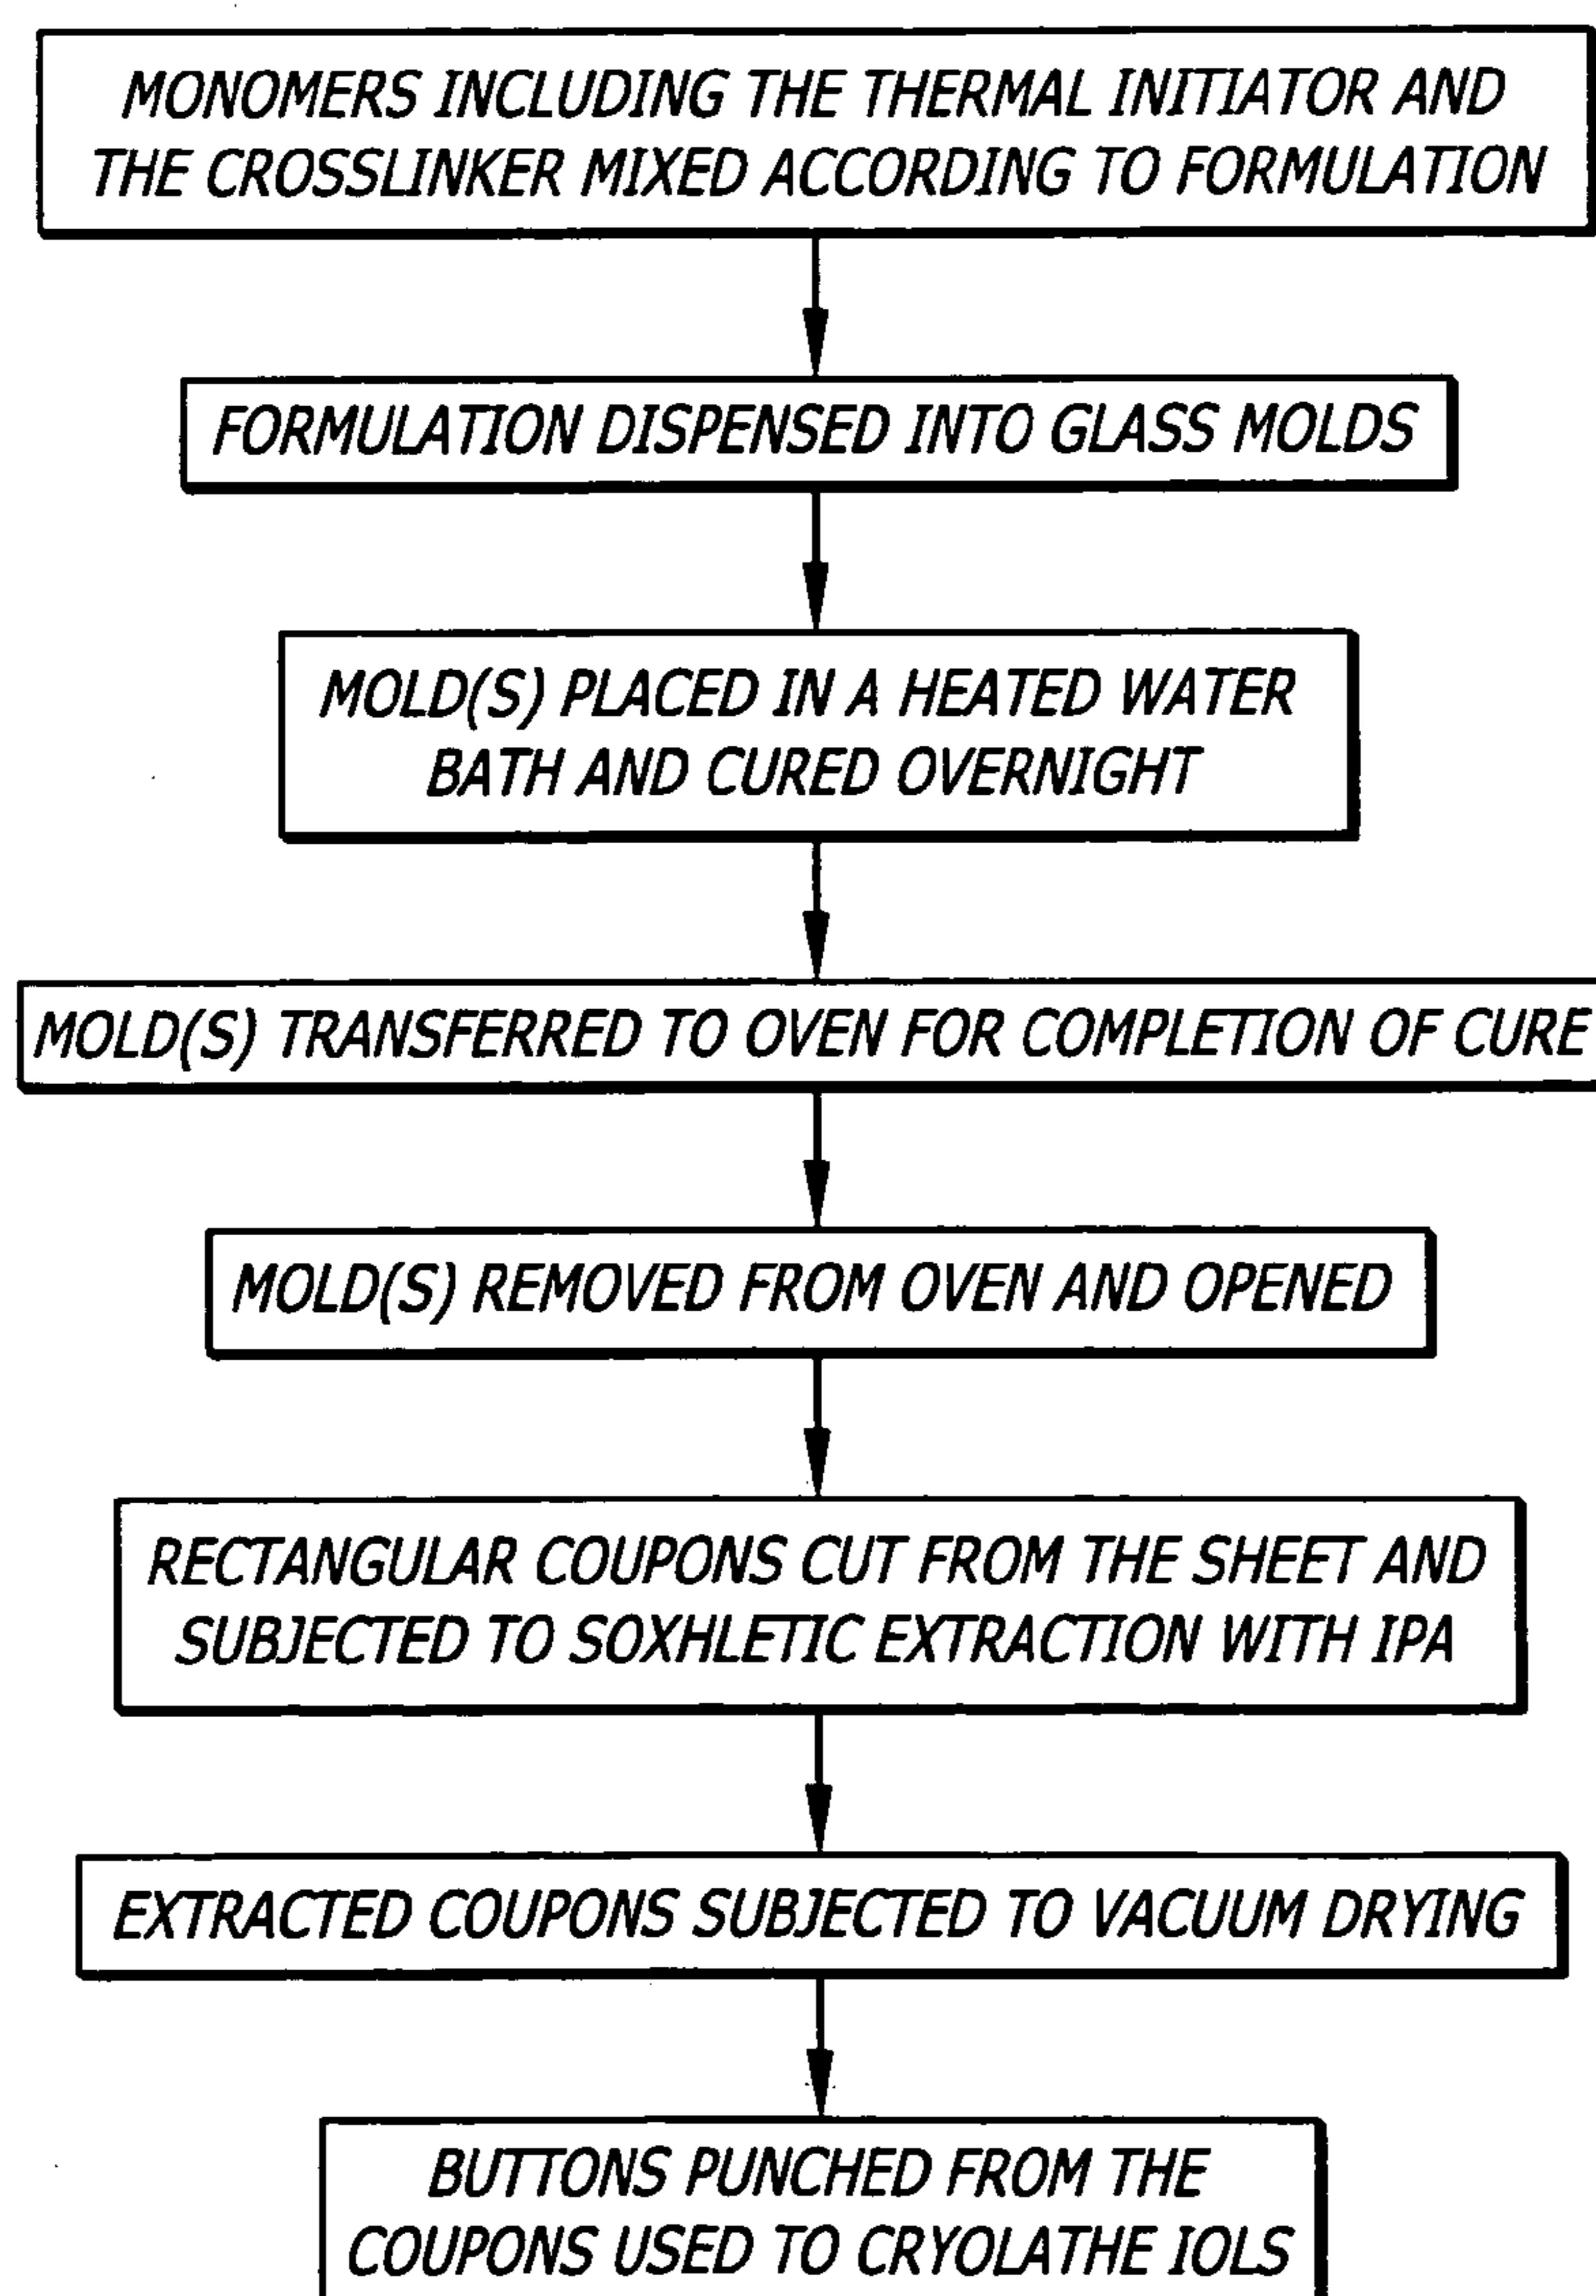 MONOMERS INCLUDING THE THERMAL INITIATOR AND
THE CROSSLINKER MIXED ACCORDING TO FORMULATION
FORMULATION DISPENSED INTO GLASS MOLDS
MOLD(S) PLACED IN A HEATED WATER
BATH AND CURED OVERNIGHT
MOLD(S) TRANSFERRED TO OVEN FOR COMPLETION OF CURE
MOLD(S) REMOVED FROM OVEN AND OPENED
RECTANGULAR COUPONS CUT FROM THE SHEET AND
SUBJECTED TO SOXHLETIC EXTRACTION WITH IPA
EXTRACTED COUPONS SUBJECTED TO VACUUM DRYING
BUTTONS PUNCHED FROM THE
COUPONS USED TO CRYOLATHE IOLS